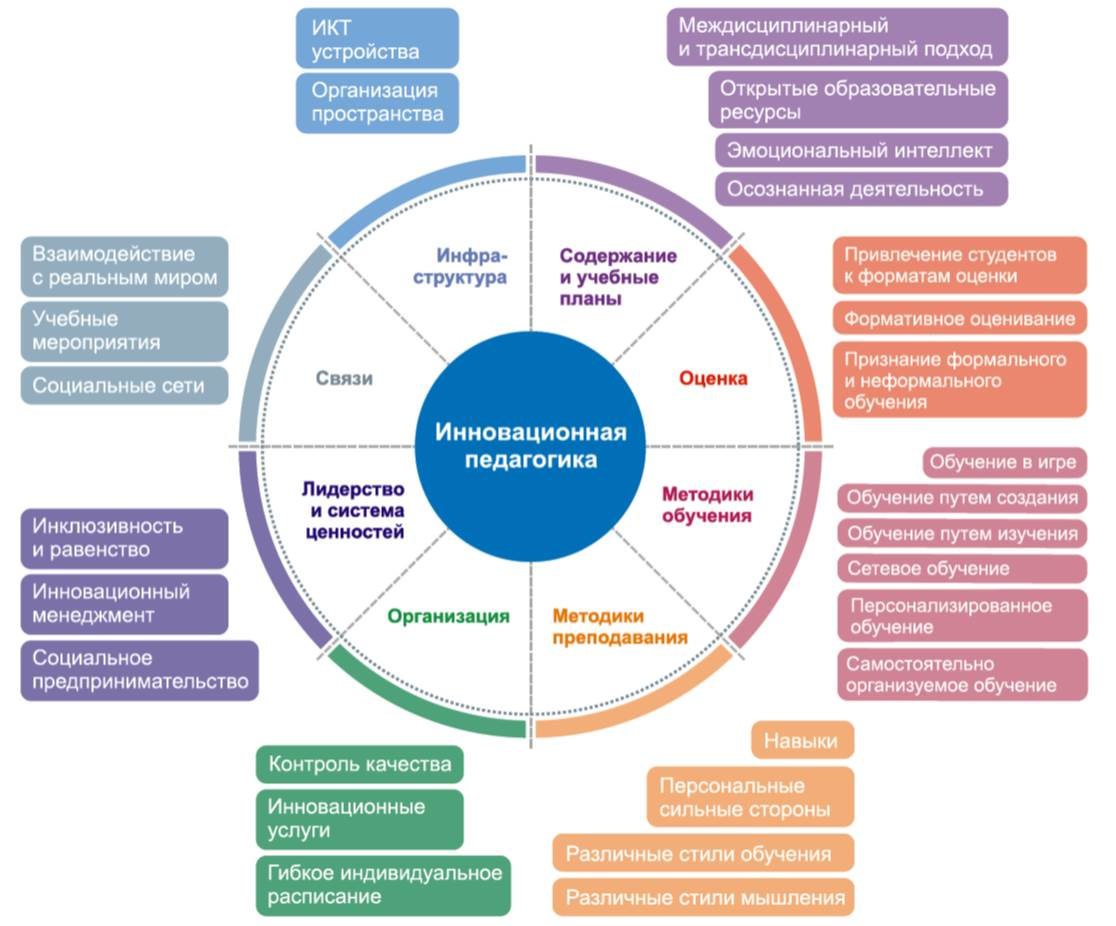 ИКТ
устройства
Организация
пространства
Междисциплинарный
и трансдисциплинарный подход
Открытые образовательные
ресурсы
Эмоциональный интеллект
Осознанная деятельность
Взаимодействие
с реальным миром
Учебные
мероприятия
Социальные сети
Привлечение студентов
к форматам оценки
Формативное оценивание
Признание формального
и неформального
обучения
Инфра-
структура
Содержание
и учебные
планы
Связи
Оценка
Инновационная
педагогика
Лидерство
и система
ценностей
Методики
обучения
Организация
Методики
преподавания
Инклюзивность
и равенство
Инновационный
менеджмент
Социальное
предпринимательство
Обучение в игре
Обучение путем создания
Обучение путем изучения
Сетевое обучение
Персонализированное
обучение
Самостоятельно
организуемое обучение
Контроль качества
Инновационные
услуги
Гибкое индивидуальное
расписание
Навыки
Персональные
сильные стороны
Различные стили обучения
Различные стили мышления